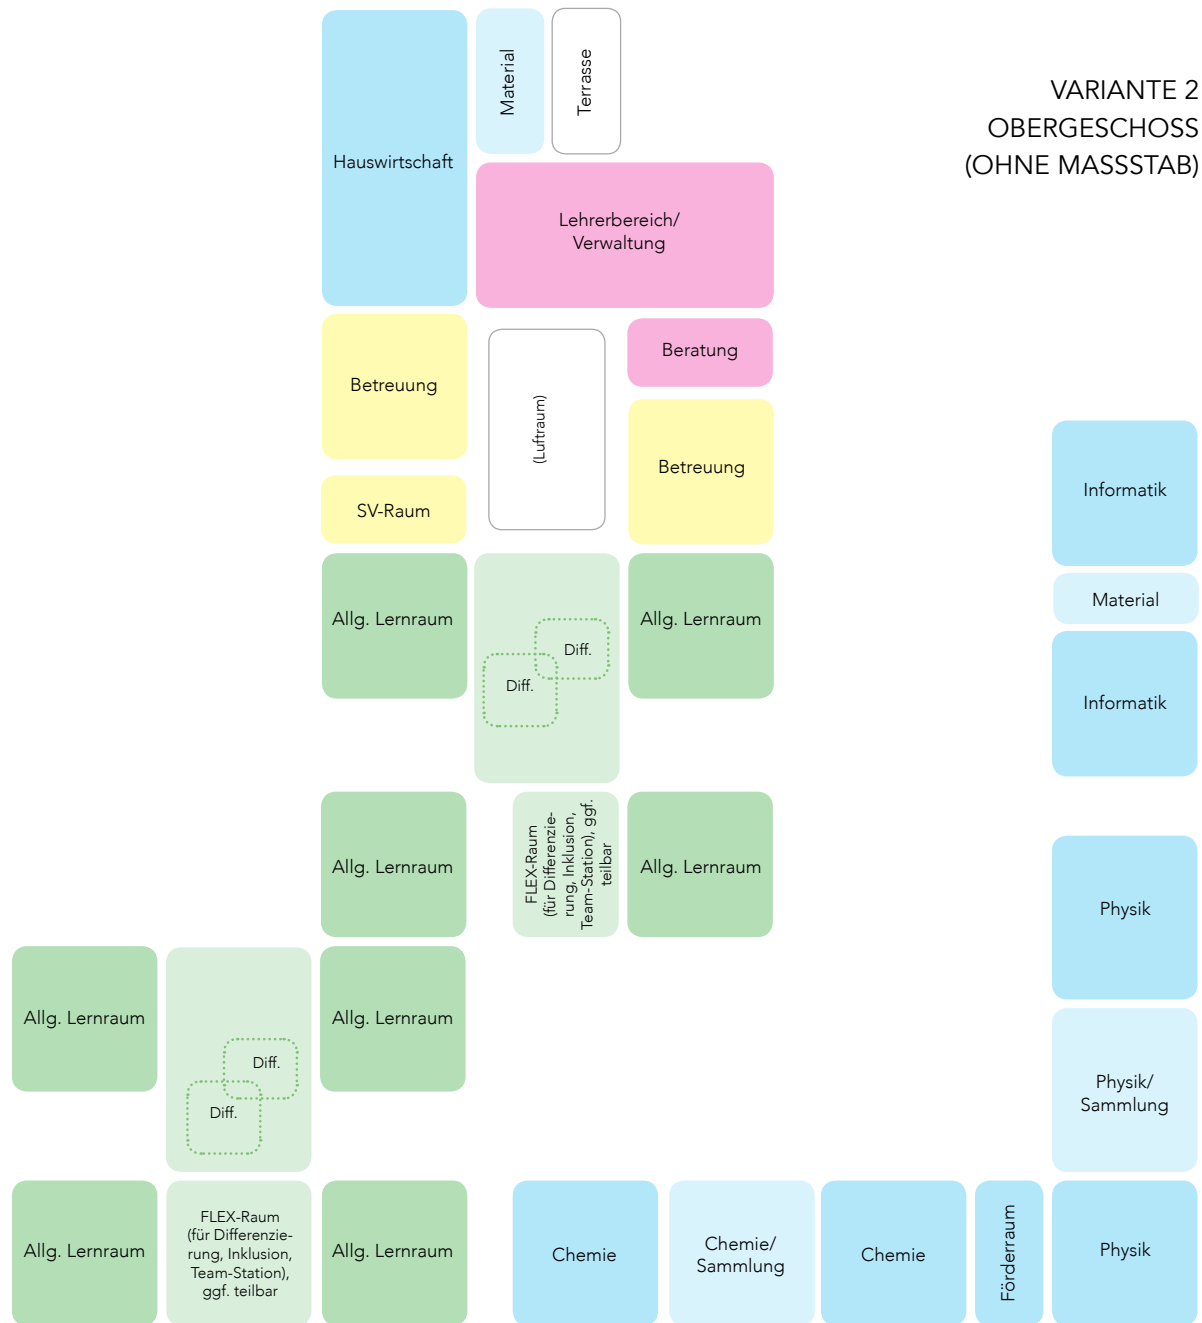 VARIANTE 2
OBERGESCHOSS
(OHNE MASSSTAB)
Hauswirtschaft
Material
Terrasse
Lehrerbereich/
Verwaltung
Betreuung
(Luftraum)
Beratung
Betreuung
SV-Raum
Informatik
Material
Informatik
Allg. Lernraum
Diff.
Diff.
Allg. Lernraum
Allg. Lernraum
FLEX-Raum
(für Differenzie-
rung, Inklusion,
Team-Station), ggf.
teilbar
Allg. Lernraum
Physik
Allg. Lernraum
Diff.
Diff.
Allg. Lernraum
Physik/
Sammlung
Allg. Lernraum
FLEX-Raum
(für Differenzie-
rung, Inklusion,
Team-Station),
ggf. teilbar
Allg. Lernraum
Chemie
Chemie/
Sammlung
Chemie
Förderraum
Physik